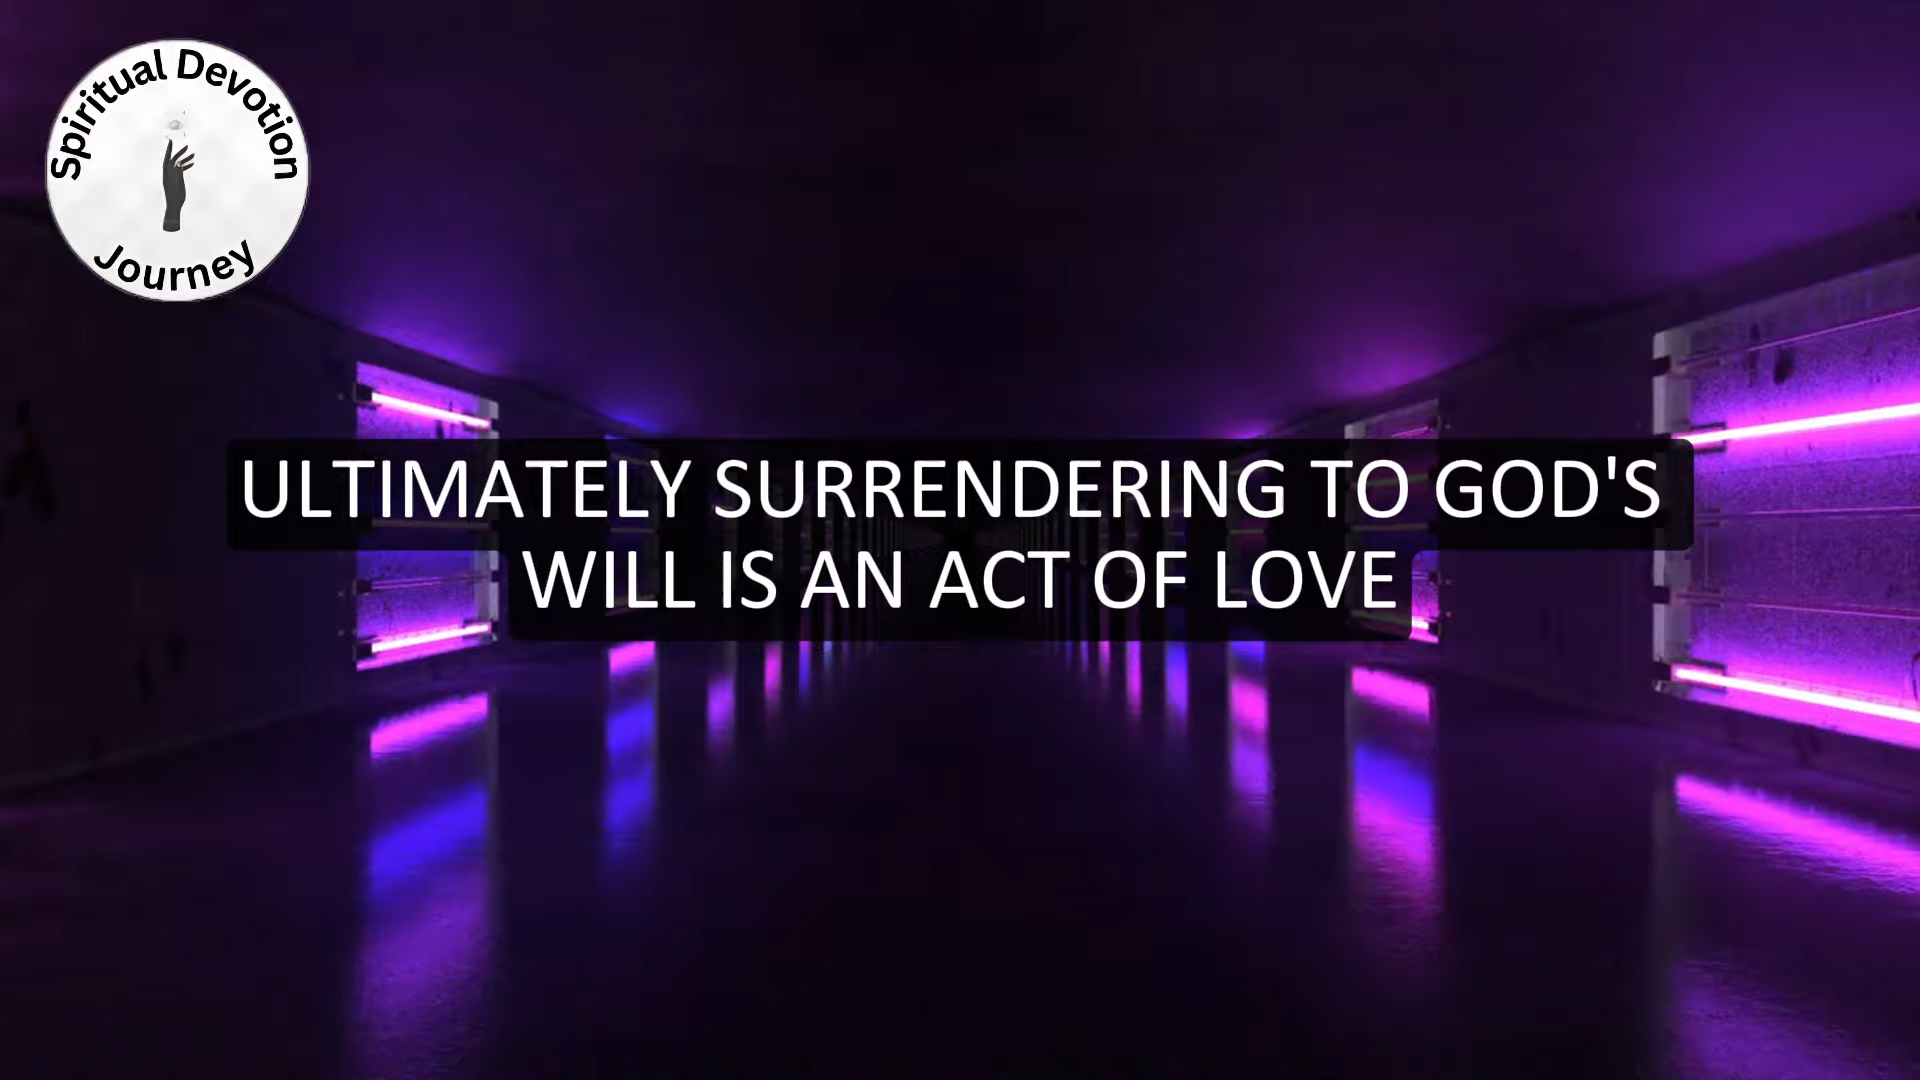 Spiritual Devotion
Journey
ULTIMATELY SURRENDERING TO GOD'S
WILL IS AN ACT OF LOVE